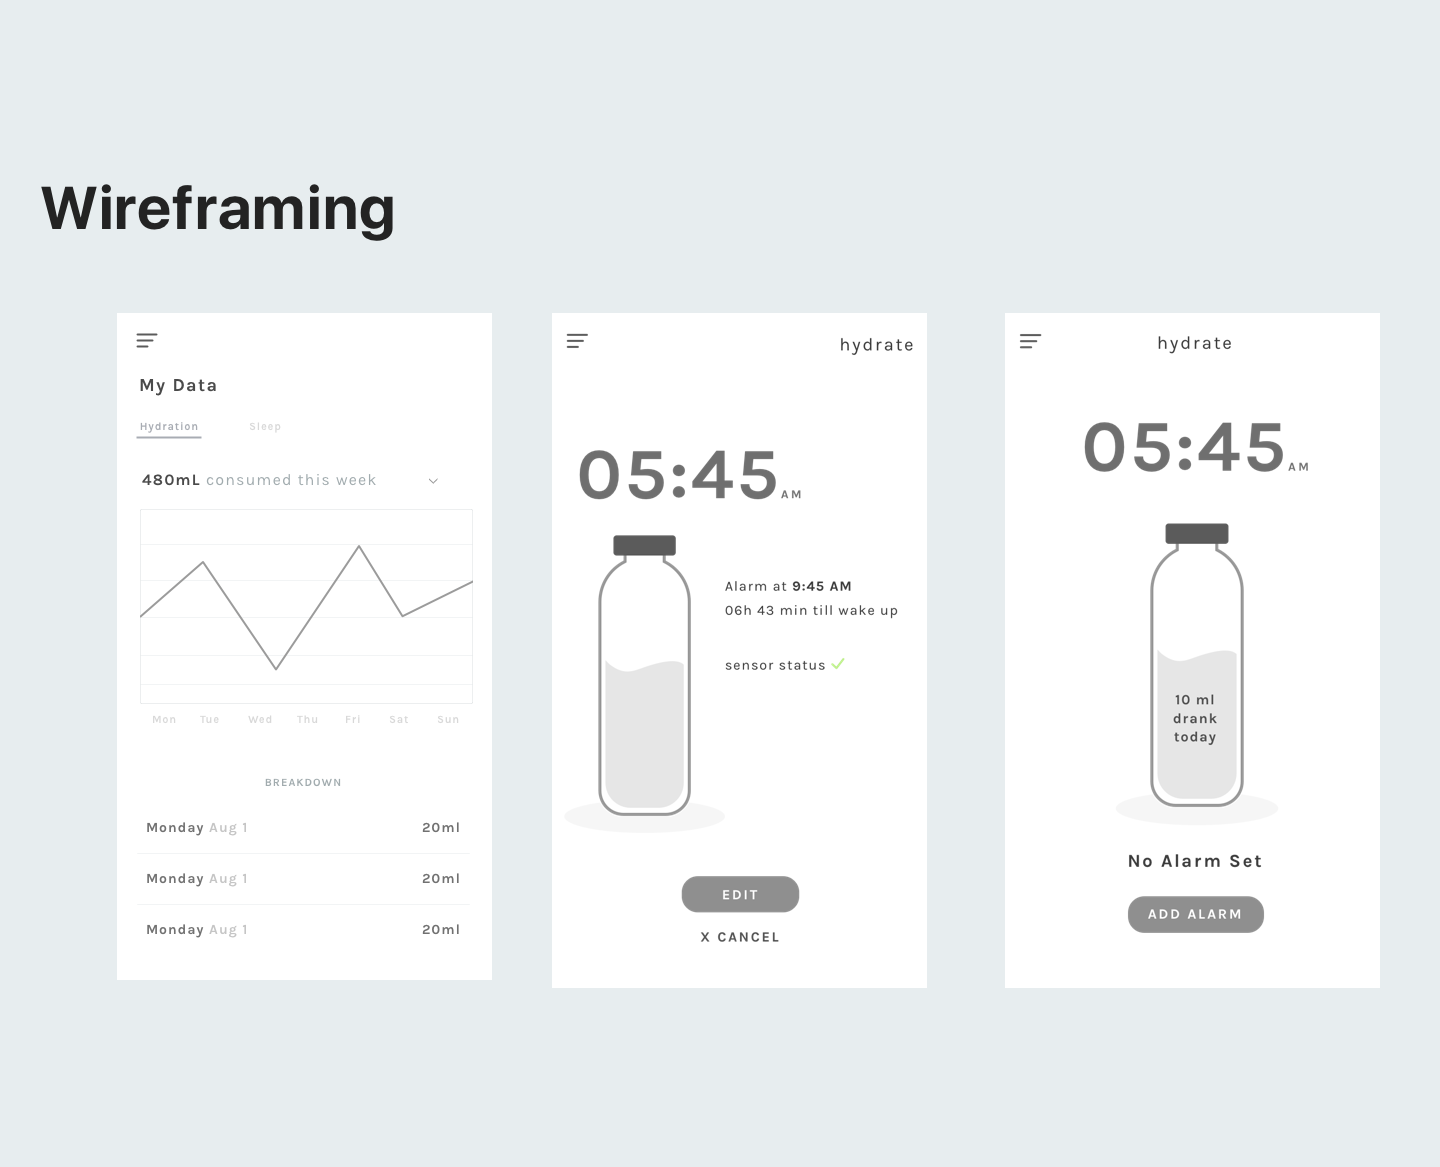 Wireframing
My Data
Hydration Sleep
480mL consumed this week
Mon Tue Wed Thu Fri Sat Sun
BREAKDOWN
Monday Aug 1 20ml
Monday Aug 1 20ml
Monday Aug 1 20ml
hydrate
05:45 AM
Alarm at 9:45 AM
06h 43 min till wake up
sensor status
EDIT
X CANCEL
hydrate
05:45 AM
10 ml
drank
today
No Alarm Set
ADD ALARM